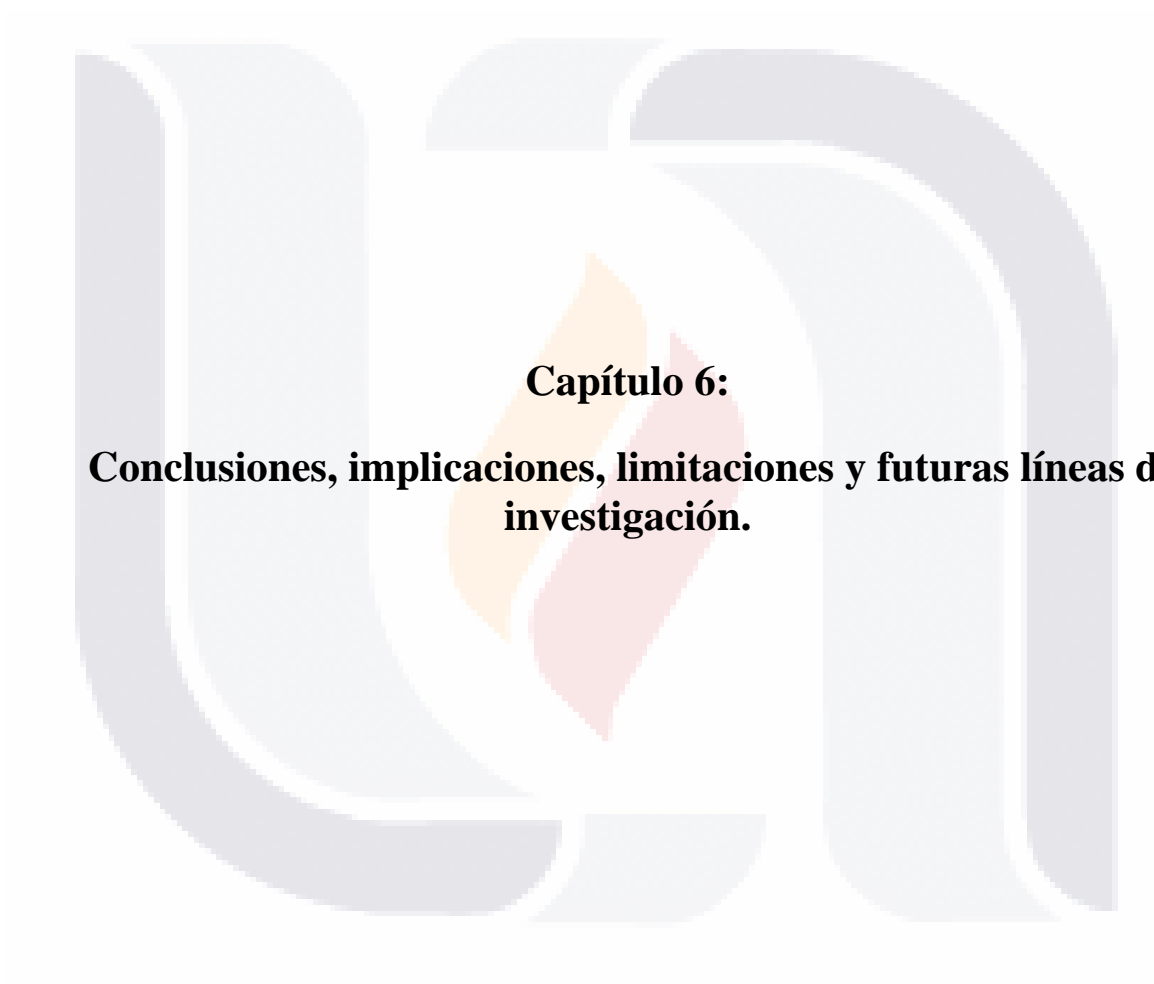 Capítulo 6:
Conclusiones, implicaciones, limitaciones y futuras líneas d
investigación.